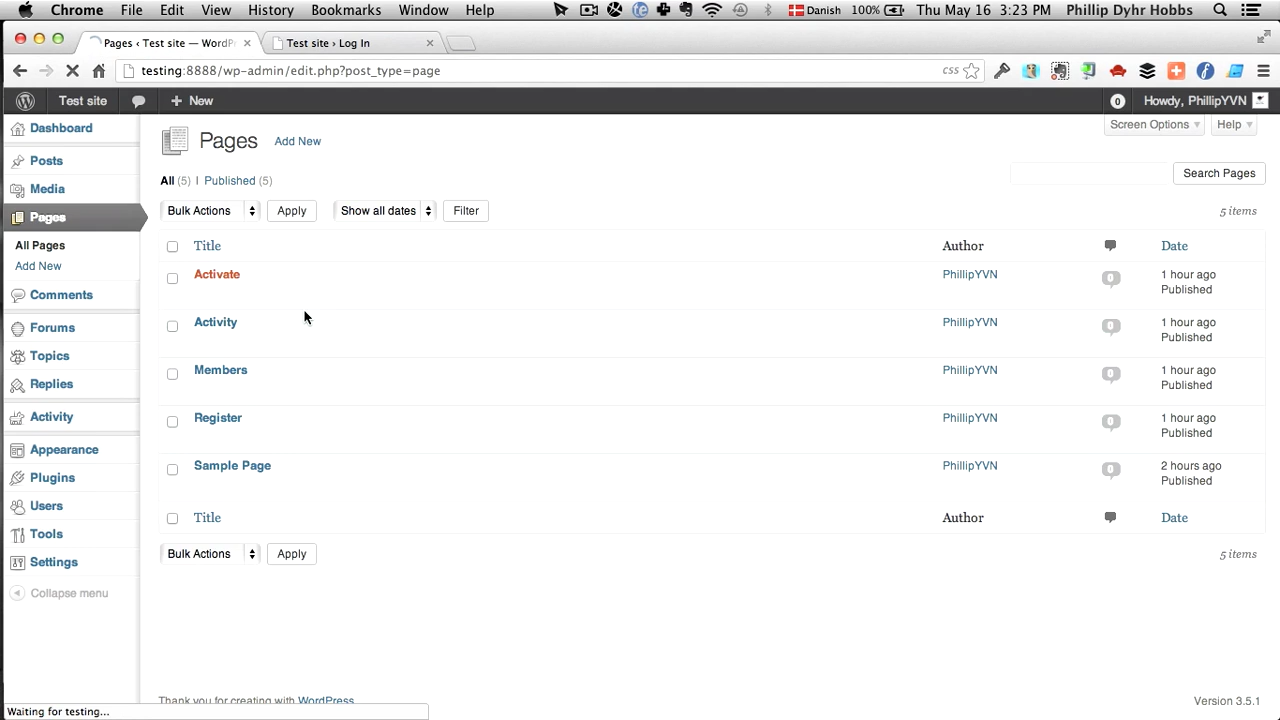 Chrome File Edit View History Bookmarks Window Help Danish 100% Thu May 16 3:23 PM Phillip Dyhr Hobbs
Pages ‹ Test site — WordPr Test site › Log In
testing:8888/wp-admin/edit.php?post_type=page CSS
Test site + New 0 Howdy, PhillipYVN
Dashboard
Posts
Media
Pages
All Pages
Add New
Comments
Forums
Topics
Replies
Activity
Appearance
Plugins
Users
Tools
Settings
Collapse menu
Screen Options Help
Pages Add New
All (5) | Published (5) Search Pages
Bulk Actions Apply Show all dates Filter 5 items
Title Author Date
Activate PhillipYVN 0 1 hour ago
Published
Activity PhillipYVN 0 1 hour ago
Published
Members PhillipYVN 0 1 hour ago
Published
Register PhillipYVN 0 1 hour ago
Published
Sample Page PhillipYVN 0 2 hours ago
Published
Title Author Date
Bulk Actions Apply 5 items
Thank you for creating with WordPress Version 3.5.1
Waiting for testing...